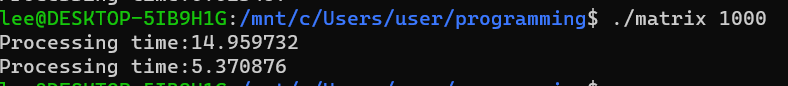 lee@DESKTOP-5IB9H1G:/mnt/c/Users/user/programming$ ./matrix 1000
Processing time:14.959732
Processing time:5.370876